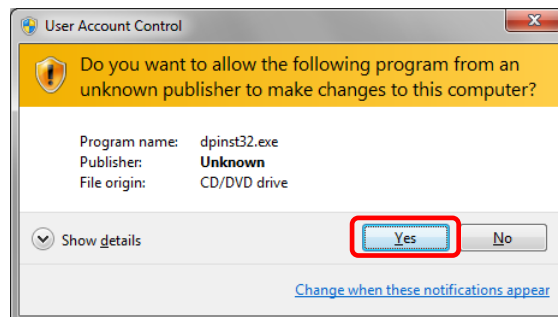 User Account Control
Do you want to allow the following program from an
unknown publisher to make changes to this computer?
Program name: dpinst32.exe
Publisher: Unknown
File origin: CD/DVD drive
Show details
Yes No
Change when these notifications appear